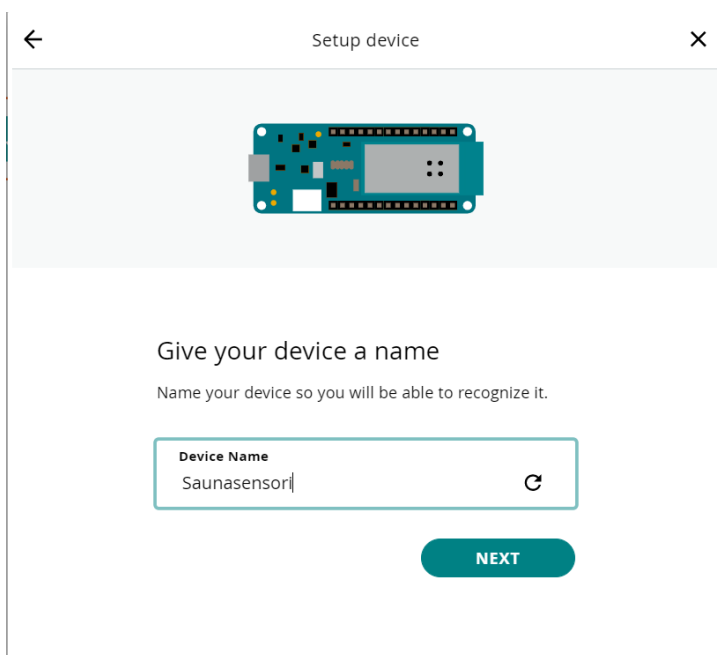 Setup device
Give your device a name
Name your device so you will be able to recognize it.
Device Name
Saunasensori
NEXT